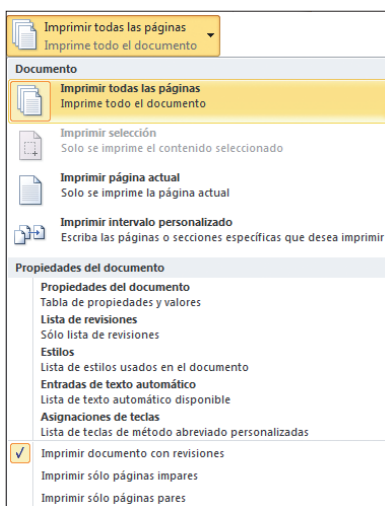 Imprimir todas las páginas
Imprime todo el documento
Documento
Imprimir todas las páginas
Imprime todo el documento
Imprimir selección
Solo se imprime el contenido seleccionado
Imprimir página actual
Solo se imprime la página actual
Imprimir intervalo personalizado
Escriba las páginas o secciones específicas que desea imprimir
Propiedades del documento
Propiedades del documento
Tabla de propiedades y valores
Lista de revisiones
Sólo lista de revisiones
Estilos
Lista de estilos usados en el documento
Entradas de texto automático
Lista de texto automático disponible
Asignaciones de teclas
Lista de teclas de método abreviado personalizadas
Imprimir documento con revisiones
Imprimir sólo páginas impares
Imprimir sólo páginas pares